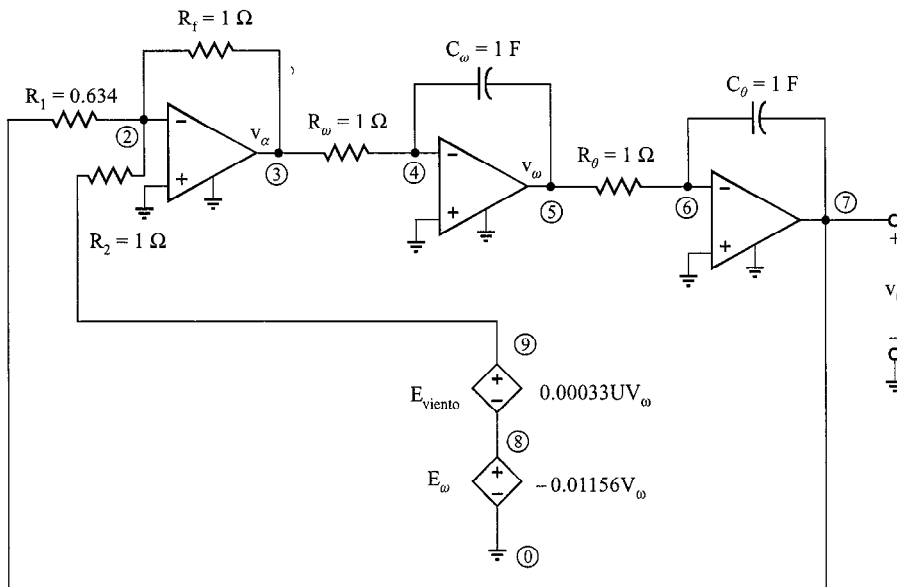 R_f = 1 Ω
C_ω = 1 F
C_θ = 1 F
R_1 = 0.634
②
−
+
v_α
③
R_ω = 1 Ω
④
−
+
v_ω
⑤
R_θ = 1 Ω
⑥
−
+
⑦
+
−
R_2 = 1 Ω
⑨
E_viento
+
−
0.00033UV_ω
⑧
E_ω
+
−
−0.01156V_ω
⓪